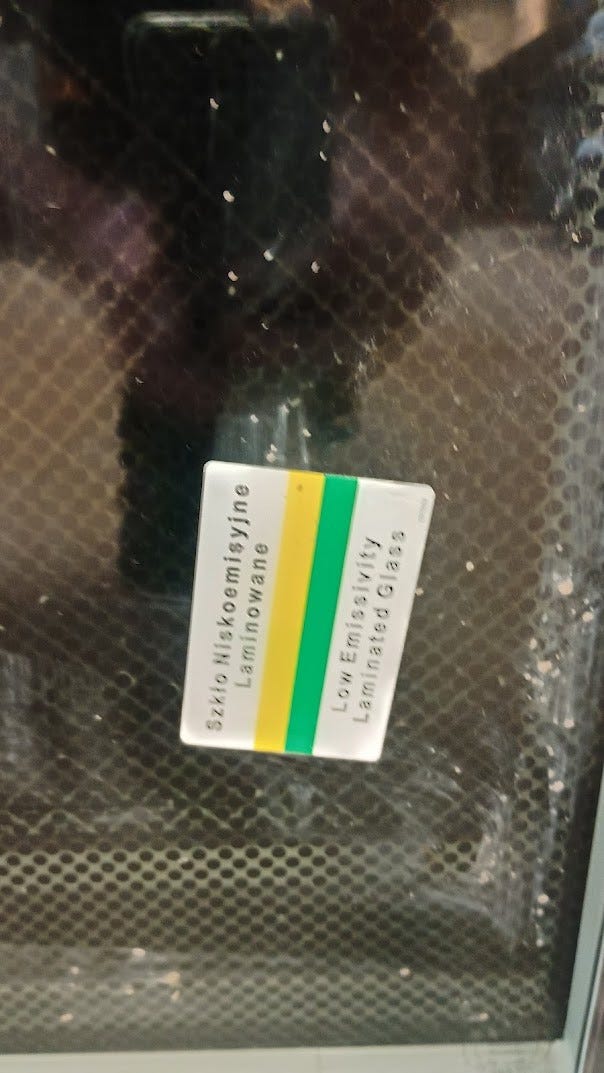 Szkło Niskoemisyjne
Laminowane
Low Emissivity
Laminated Glass